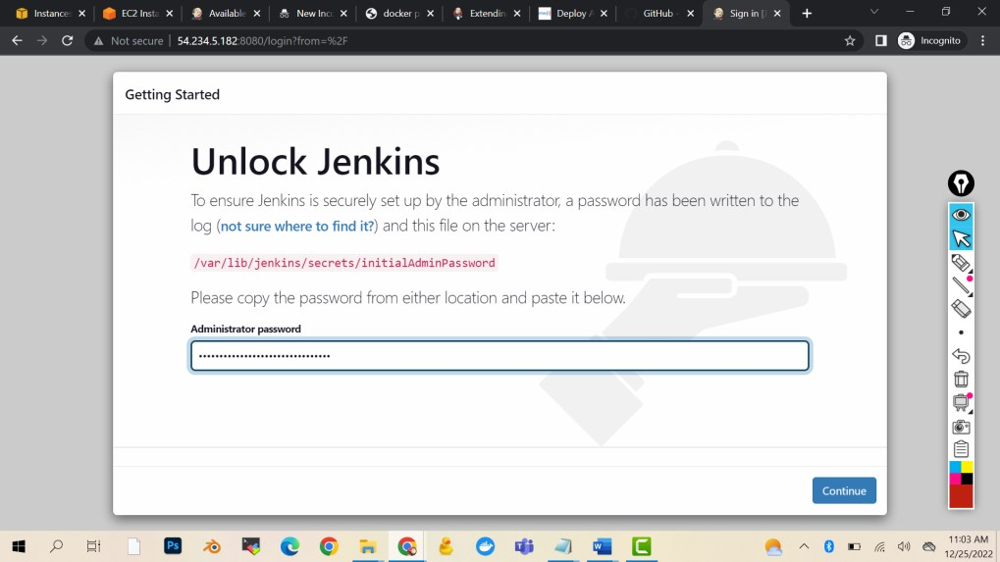 Instances
EC2 Insta
Available
New Inc
docker p
Extendin
Deploy
GitHub
Sign in [J
Not secure
54.234.5.182:8080/login?from=%2F
Incognito
Getting Started
Unlock Jenkins
To ensure Jenkins is securely set up by the administrator, a password has been written to the
log (not sure where to find it?) and this file on the server:
/var/lib/jenkins/secrets/initialAdminPassword
Please copy the password from either location and paste it below.
Administrator password
Continue
Ps
11:03 AM
12/25/2022